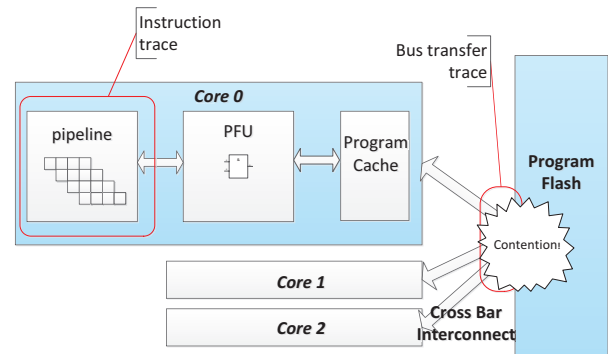 Instruction
trace
Bus transfer
trace
Core 0
pipeline
PFU
Program
Cache
Program
Flash
Contention
Core 1
Core 2
Cross Bar
Interconnect